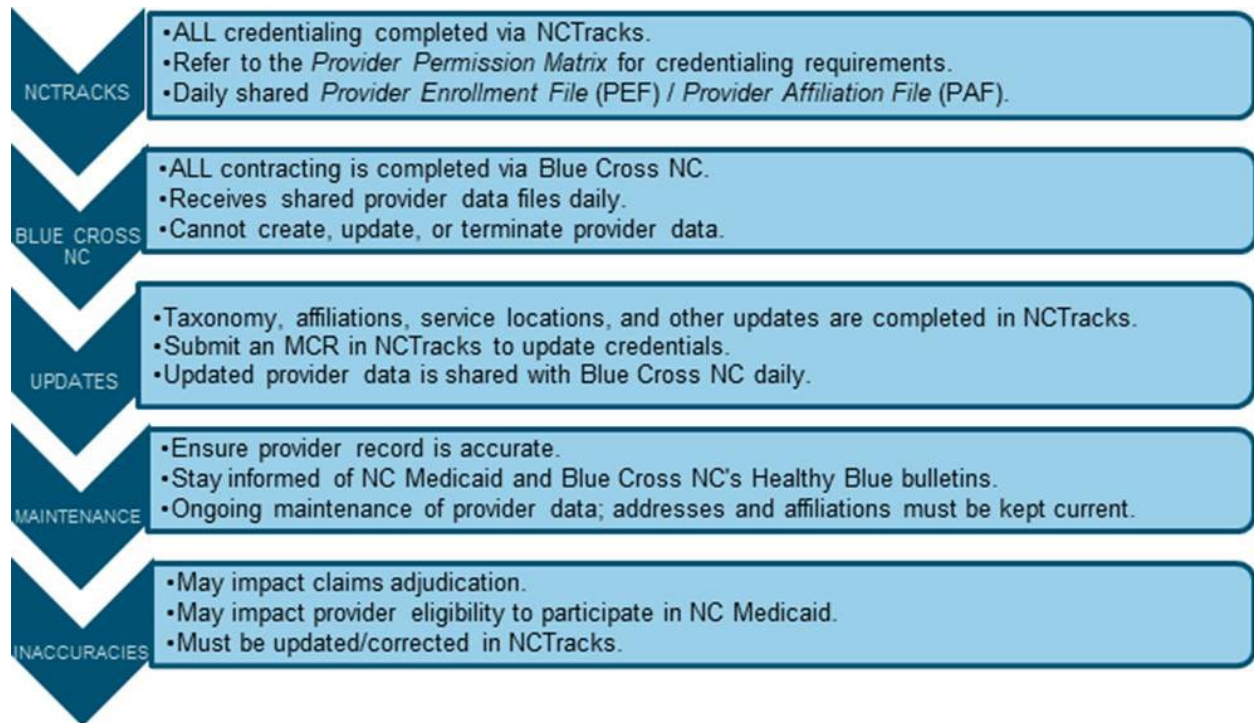 NCTRACKS
•ALL credentialing completed via NCTracks.
•Refer to the Provider Permission Matrix for credentialing requirements.
•Daily shared Provider Enrollment File (PEF) / Provider Affiliation File (PAF).
BLUE CROSS
NC
•ALL contracting is completed via Blue Cross NC.
•Receives shared provider data files daily.
•Cannot create, update, or terminate provider data.
UPDATES
•Taxonomy, affiliations, service locations, and other updates are completed in NCTracks.
•Submit an MCR in NCTracks to update credentials.
•Updated provider data is shared with Blue Cross NC daily.
MAINTENANCE
•Ensure provider record is accurate.
•Stay informed of NC Medicaid and Blue Cross NC's Healthy Blue bulletins.
•Ongoing maintenance of provider data; addresses and affiliations must be kept current.
INACCURACIES
•May impact claims adjudication.
•May impact provider eligibility to participate in NC Medicaid.
•Must be updated/corrected in NCTracks.